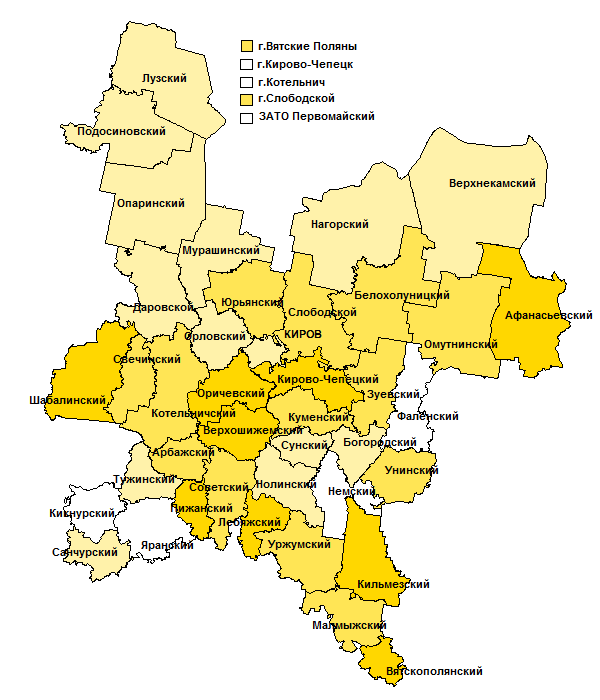 г.Вятские Поляны
г.Кирово-Чепецк
г.Котельнич
г.Слободской
ЗАТО Первомайский
Лузский
Подосиновский
Опаринский
Верхнекамский
Нагорский
Мурашинский
Даровской
Юрьянский
Белохолуницкий
Слободской
Афанасьевский
Орловский
КИРОВ
Омутнинский
Свечинский
Шабалинский
Оричевский
Кирово-Чепецкий
Зуевский
Котельничский
Куменский
Фаленский
Верхошижемский
Сунский
Богородский
Арбажский
Унинский
Тужинский
Советский
Нолинский
Немский
Пижанский
Кикнурский
Лебяжский
Яранский
Уржумский
Санчурский
Кильмезский
Малмыжский
Вятскополянский